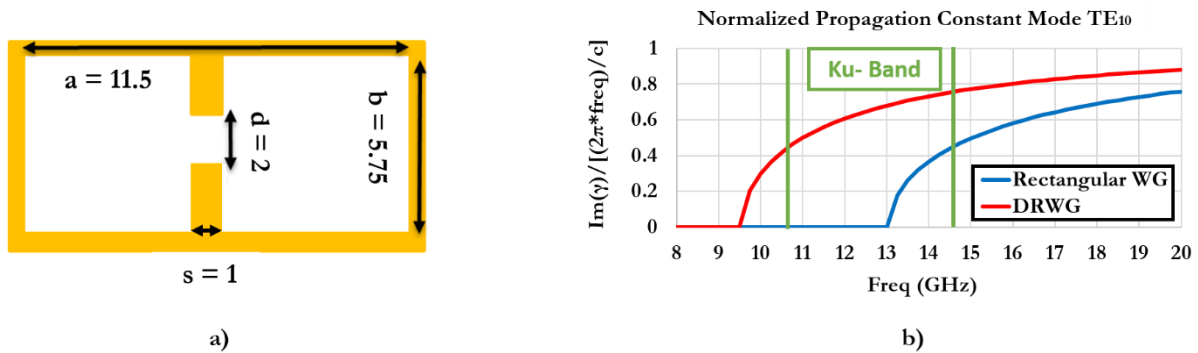 a = 11.5
d = 2
b = 5.75
s = 1
a)
Normalized Propagation Constant Mode TE₁₀
Im(γ)/[(2π*freq)/c]
1
0.8
0.6
0.4
0.2
0
Ku- Band
Rectangular WG
DRWG
8 9 10 11 12 13 14 15 16 17 18 19 20
Freq (GHz)
b)